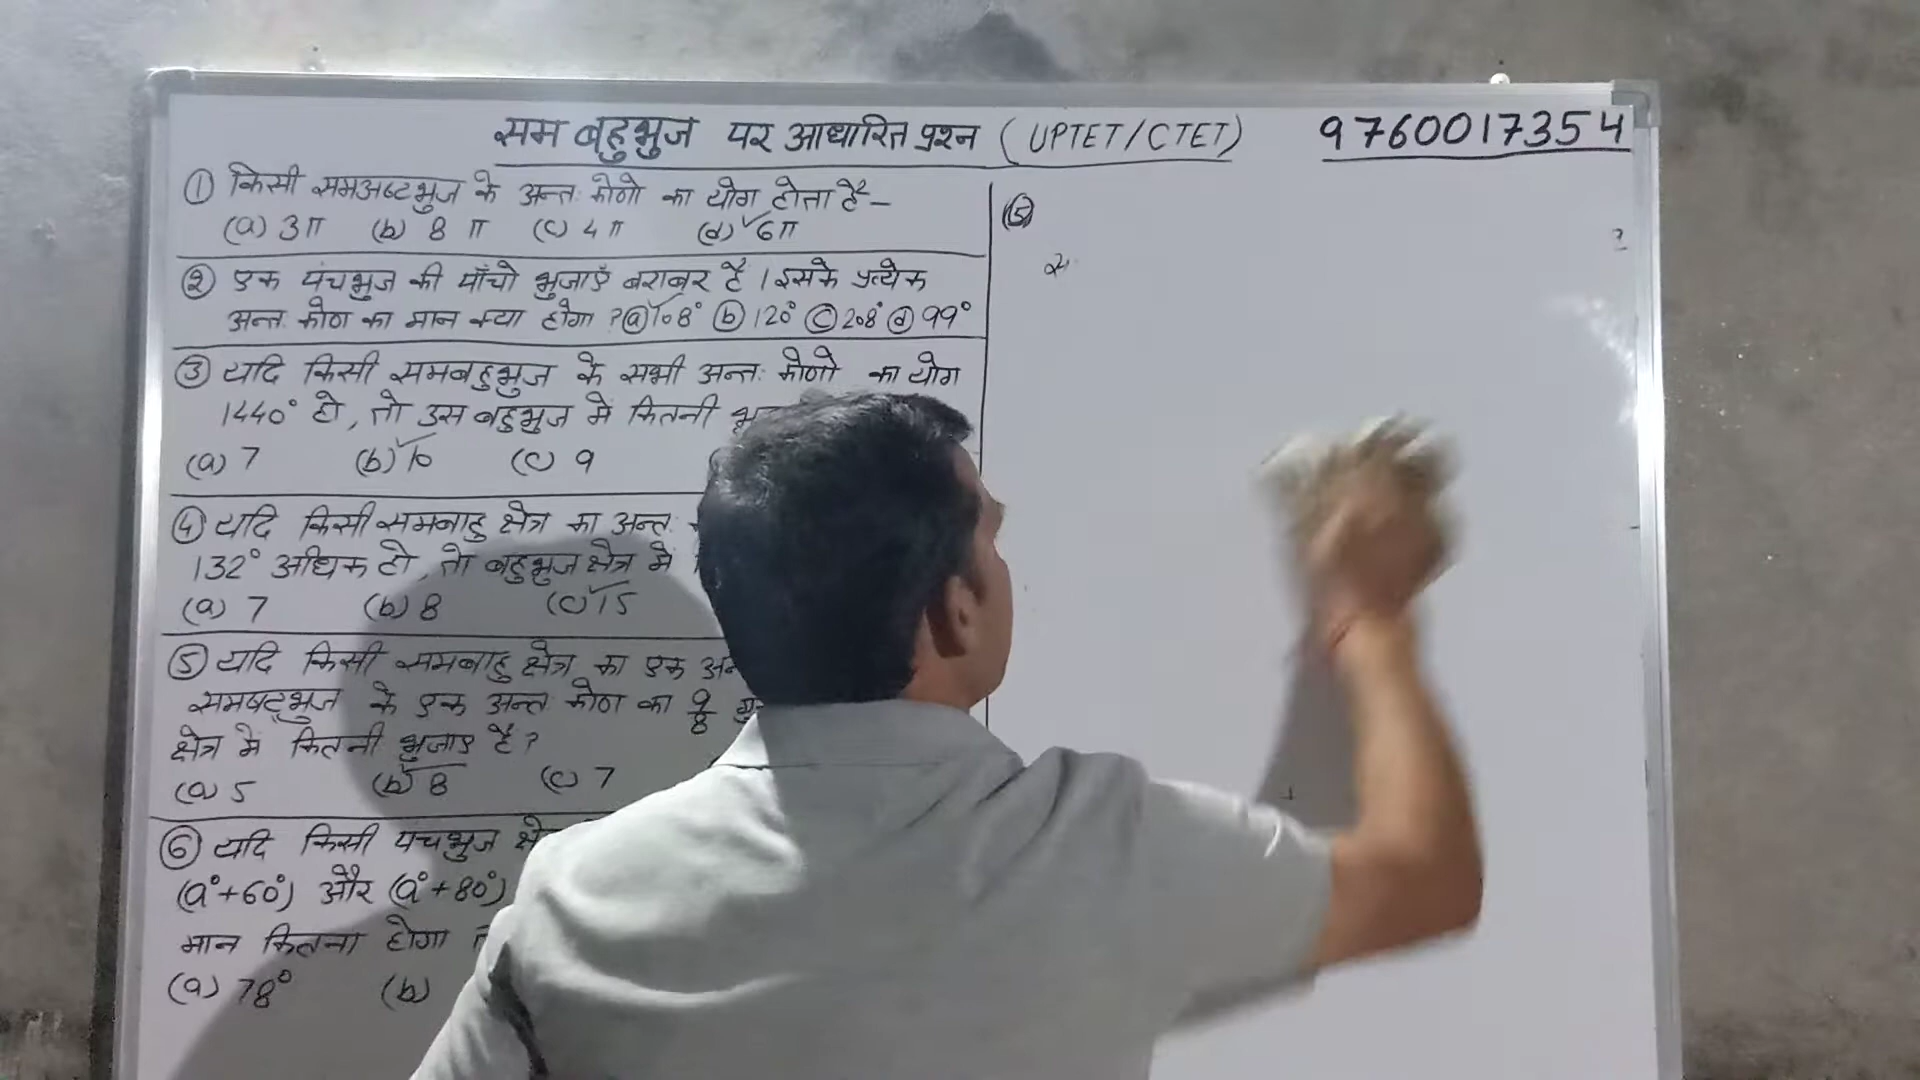 सम बहुभुज पर आधारित प्रश्न (UPTET/CTET) 9760017354
① किसी समअष्टभुज के अन्तः कोणो का योग होता है-
(a) 3π (b) 8π (c) 4π (d) 6π
② एक पंचभुज की पाँचो भुजाएँ बराबर है। इसके प्रत्येक
अन्तः कोण का मान क्या होगा ? ⓐ 108° ⓑ 120° ⓒ 208° ⓓ 99°
③ यदि किसी समबहुभुज के सभी अन्तः कोणो का योग
1440° हो, तो उस बहुभुज में कितनी
(a) 7 (b) 10 (c) 9
④ यदि किसी समबाहु क्षेत्र का अन्तः
132° अधिक हो, तो बहुभुज क्षेत्र में
(a) 7 (b) 8 (c) 15
⑤ यदि किसी समबाहु क्षेत्र का एक
समषट्भुज के एक अन्तः कोण का 9/8
क्षेत्र में कितनी भुजाए है?
(a) 5 (b) 8 (c) 7
⑥ यदि किसी पंचभुज
(a°+60°) और (a°+80°)
मान कितना होगा
(a) 78° (b)
⑤
?